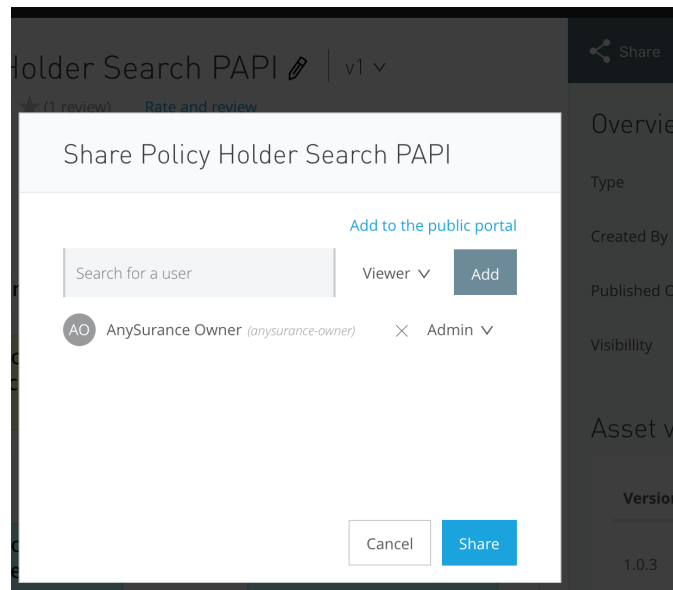 Holder Search PAPI v1
Share
(1 review) Rate and review
Share Policy Holder Search PAPI
Add to the public portal
Search for a user Viewer Add
AO AnySurance Owner (anysurance-owner) Admin
Cancel Share
Overvie
Type
Created By
Published
Visibillity
Asset v
Version
1.0.3